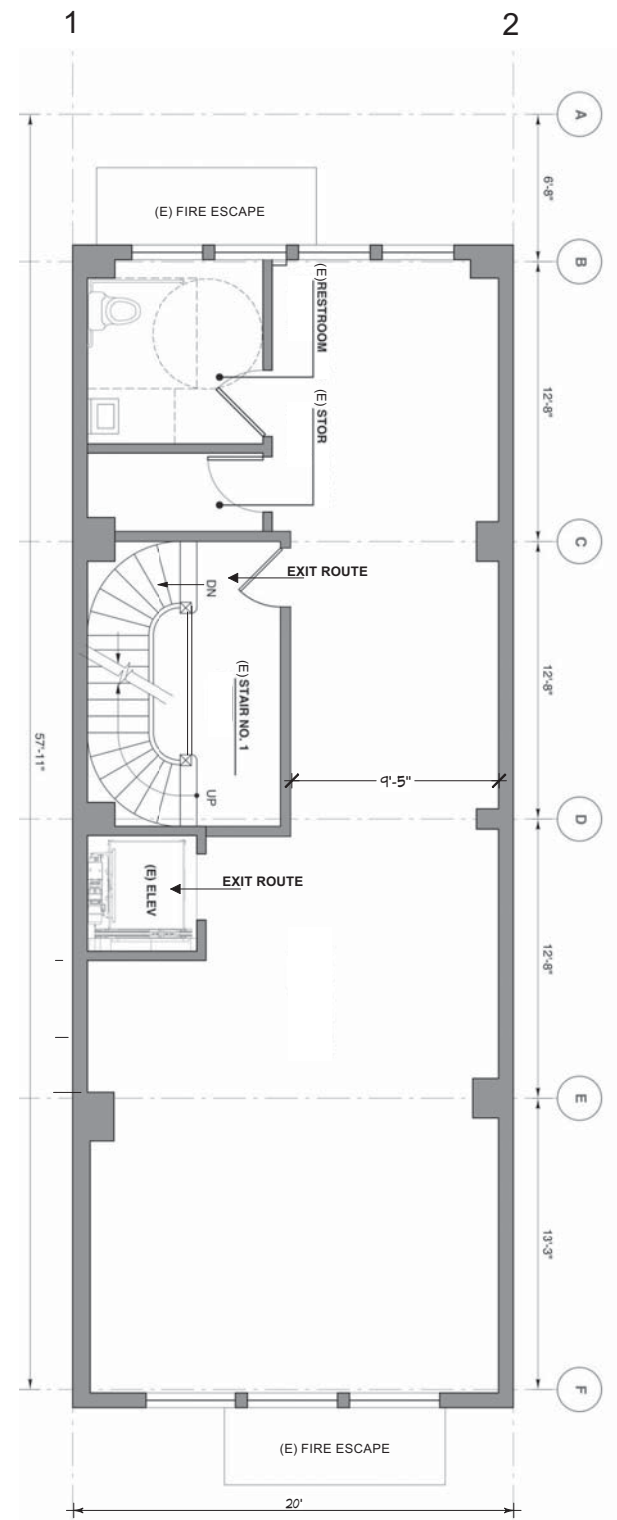 1 2
A
6'-8"
(E) FIRE ESCAPE
B
(E)RESTROOM
12'-8"
(E) STOR
C
EXIT ROUTE
DN
12'-8"
(E) STAIR NO. 1
57'-11"
9'-5"
UP
D
(E) ELEV
EXIT ROUTE
12'-8"
E
13'-3"
F
(E) FIRE ESCAPE
20'